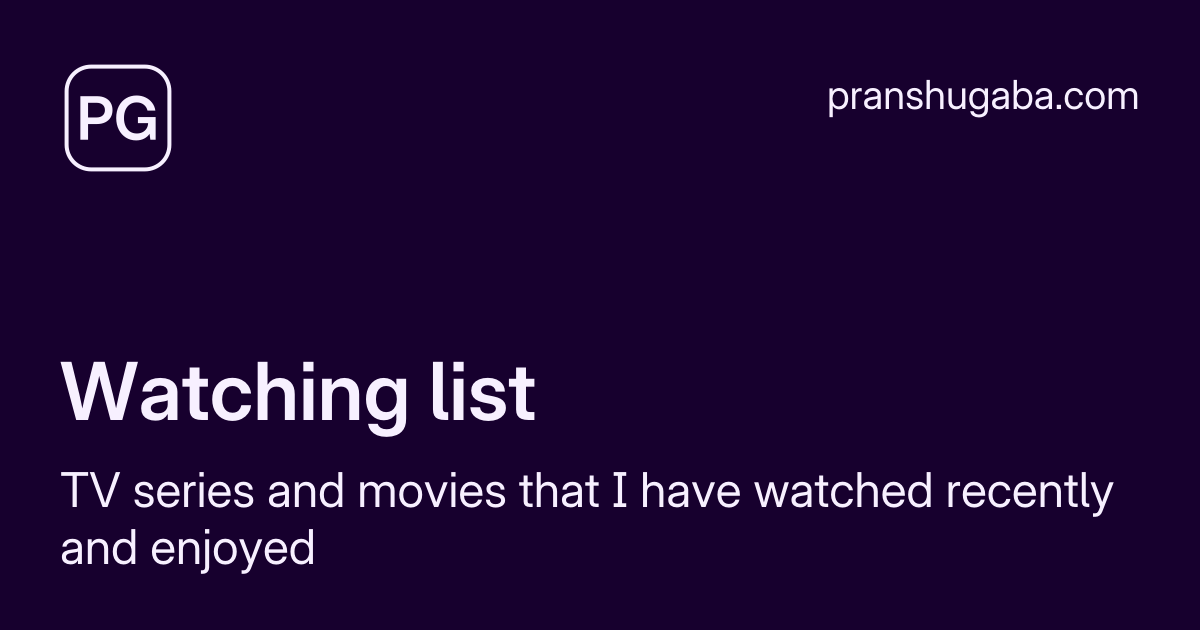 PG
pranshugaba.com
Watching list
TV series and movies that I have watched recently
and enjoyed